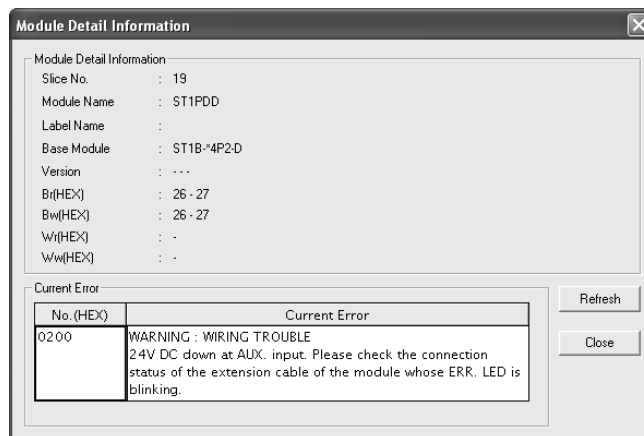 Module Detail Information
Module Detail Information
Slice No. : 19
Module Name : ST1PDD
Label Name :
Base Module : ST1B-*4P2-D
Version : ---
Br(HEX) : 26 - 27
Bw(HEX) : 26 - 27
Wr(HEX) : -
Ww(HEX) : -
Current Error
No.(HEX) Current Error
0200 WARNING : WIRING TROUBLE
24V DC down at AUX. input. Please check the connection
status of the extension cable of the module whose ERR. LED is
blinking.
Refresh
Close